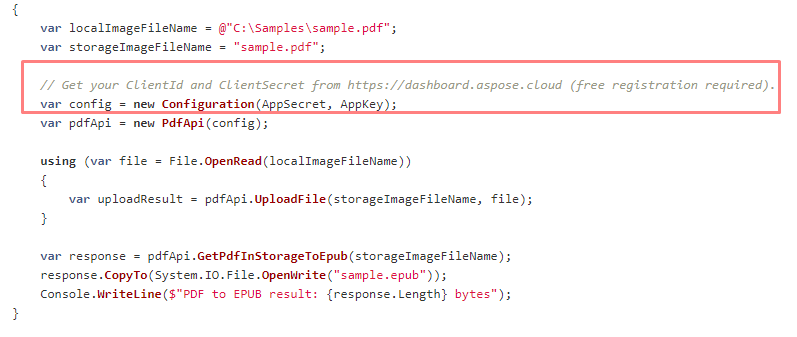 {
var localImageFileName = @"C:\Samples\sample.pdf";
var storageImageFileName = "sample.pdf";
// Get your ClientId and ClientSecret from https://dashboard.aspose.cloud (free registration required).
var config = new Configuration(AppSecret, AppKey);
var pdfApi = new PdfApi(config);
using (var file = File.OpenRead(localImageFileName))
{
var uploadResult = pdfApi.UploadFile(storageImageFileName, file);
}
var response = pdfApi.GetPdfInStorageToEpub(storageImageFileName);
response.CopyTo(System.IO.File.OpenWrite("sample.epub"));
Console.WriteLine($"PDF to EPUB result: {response.Length} bytes");
}